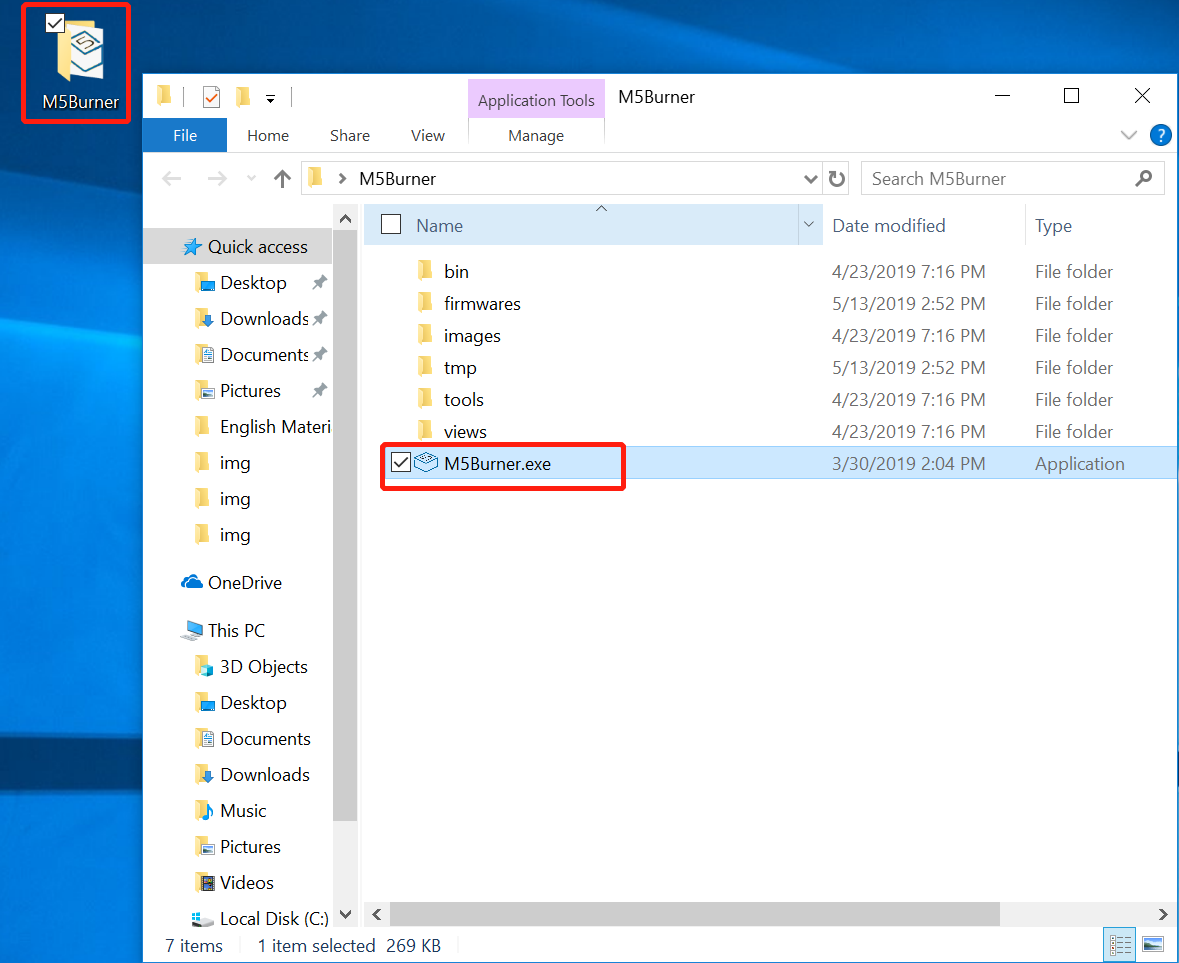 M5Burner
Application Tools
M5Burner
File
Home
Share
View
Manage
?
M5Burner
Search M5Burner
Name
Date modified
Type
Quick access
Desktop
Downloads
Documents
Pictures
English Materi
img
img
img
OneDrive
This PC
3D Objects
Desktop
Documents
Downloads
Music
Pictures
Videos
Local Disk (C:)
bin 4/23/2019 7:16 PM File folder
firmwares 5/13/2019 2:52 PM File folder
images 4/23/2019 7:16 PM File folder
tmp 5/13/2019 2:52 PM File folder
tools 4/23/2019 7:16 PM File folder
views 4/23/2019 7:16 PM File folder
M5Burner.exe 3/30/2019 2:04 PM Application
7 items 1 item selected 269 KB